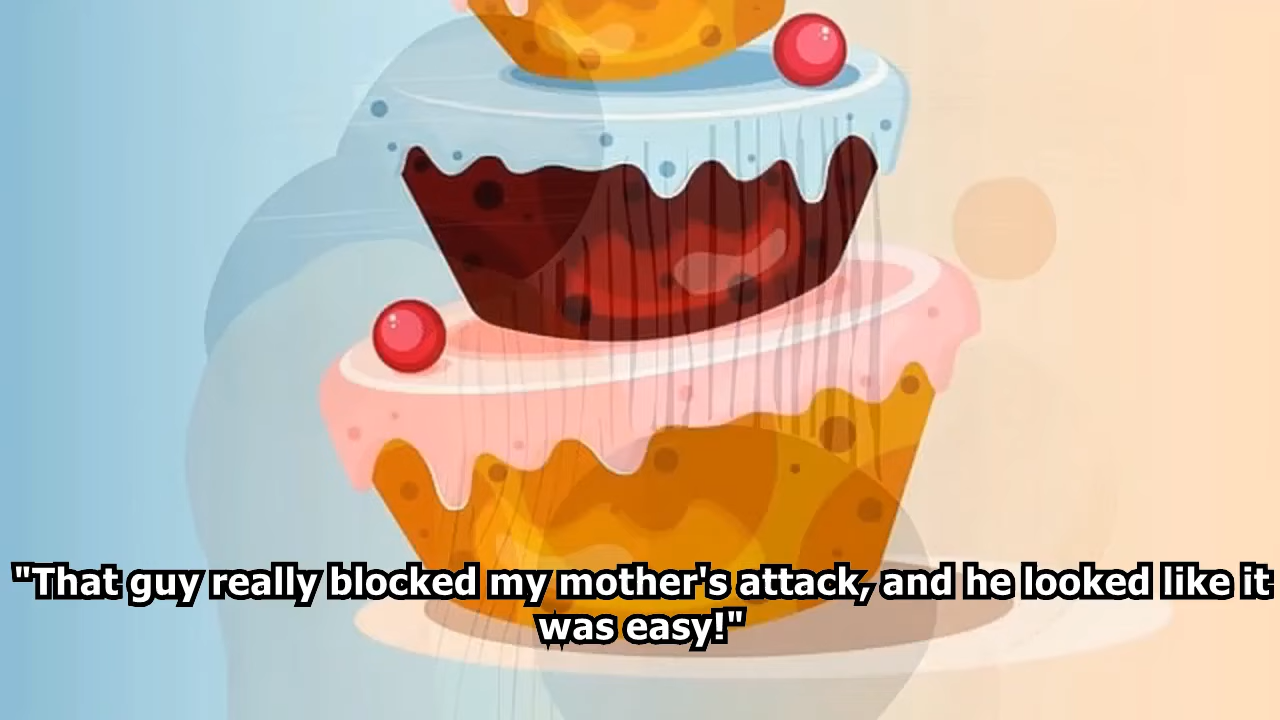 "That guy really blocked my mother's attack, and he looked like it
was easy!"